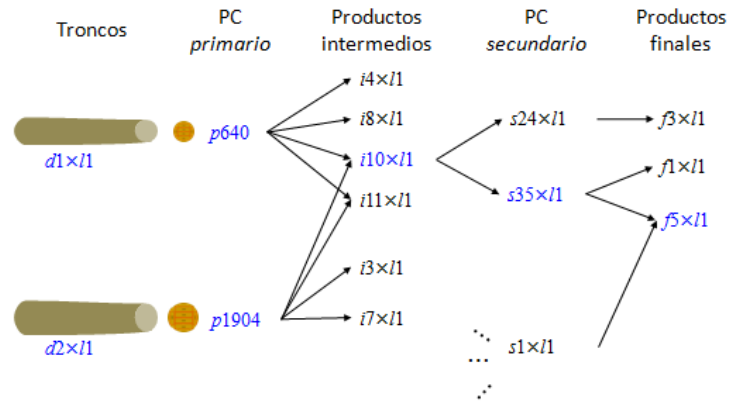 Troncos
PC
primario
Productos
intermedios
PC
secundario
Productos
finales
d1×l1
p640
i4×l1
i8×l1
i10×l1
i11×l1
s24×l1
s35×l1
f3×l1
f1×l1
f5×l1
d2×l1
p1904
i3×l1
i7×l1
s1×l1